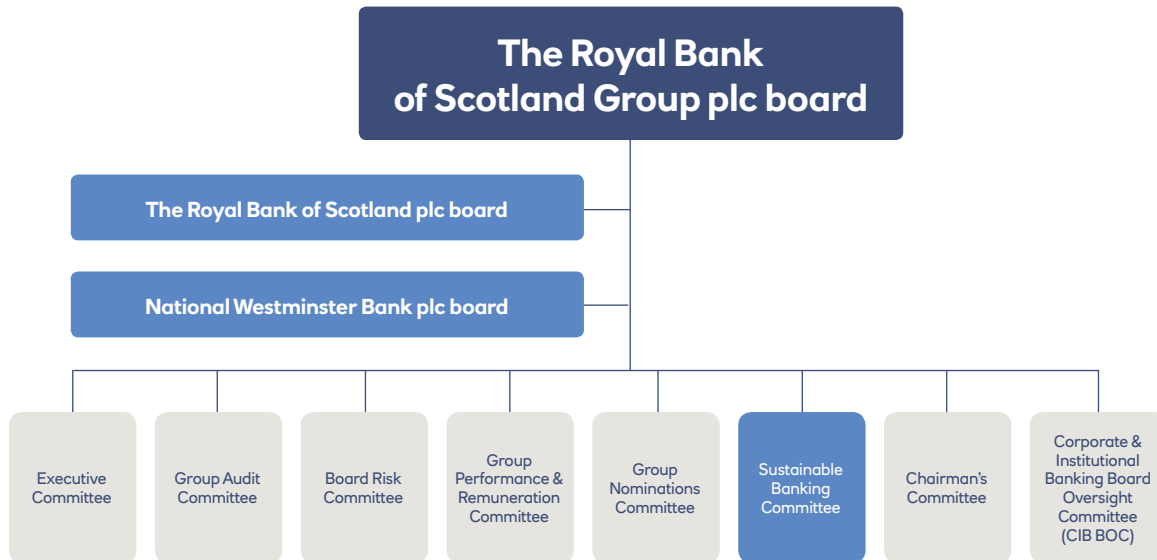 The Royal Bank
of Scotland Group plc board
The Royal Bank of Scotland plc board
National Westminster Bank plc board
Executive
Committee
Group Audit
Committee
Board Risk
Committee
Group
Performance &
Remuneration
Committee
Group
Nominations
Committee
Sustainable
Banking
Committee
Chairman's
Committee
Corporate &
Institutional
Banking Board
Oversight
Committee
(CIB BOC)